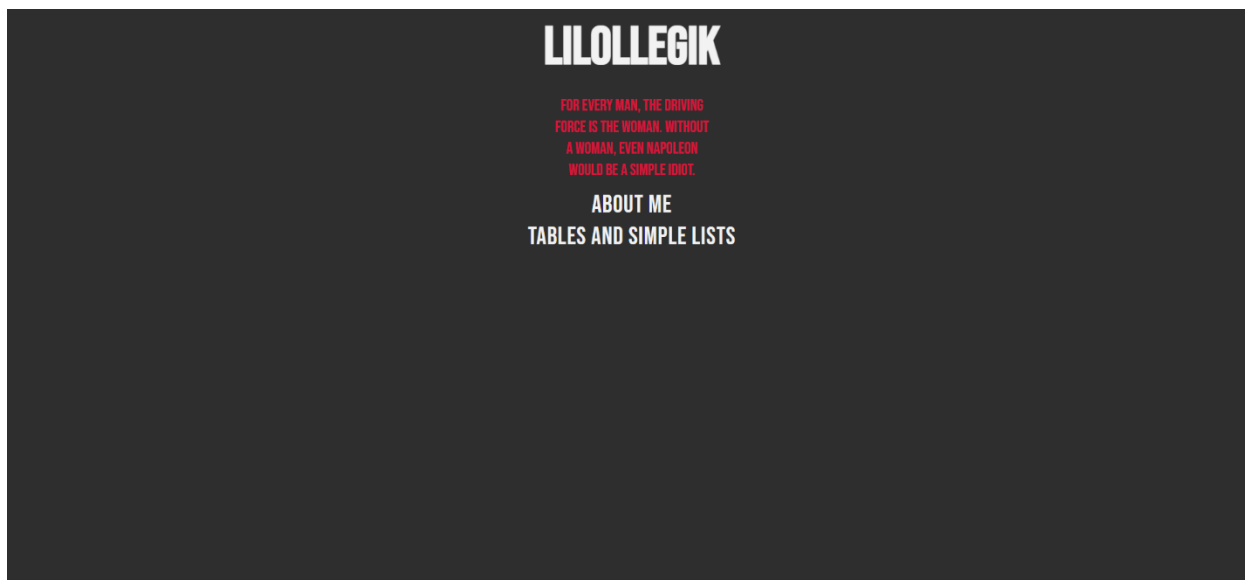 LILOLLEGIK
FOR EVERY MAN, THE DRIVING
FORCE IS THE WOMAN. WITHOUT
A WOMAN, EVEN NAPOLEON
WOULD BE A SIMPLE IDIOT.
ABOUT ME
TABLES AND SIMPLE LISTS